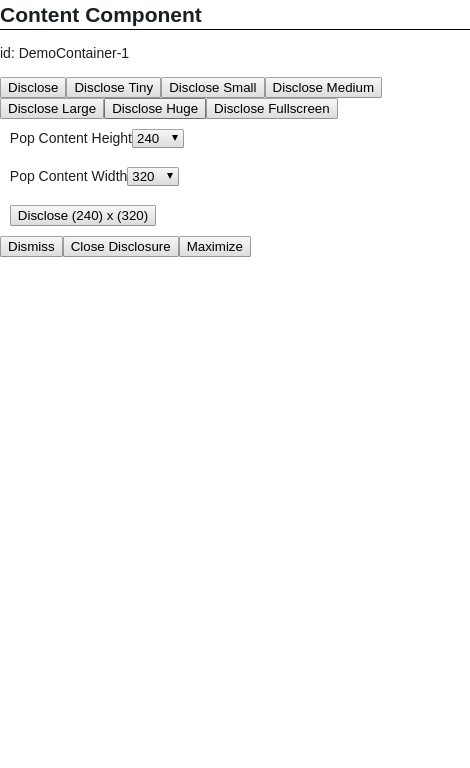 Content Component
id: DemoContainer-1
Disclose Disclose Tiny Disclose Small Disclose Medium
Disclose Large Disclose Huge Disclose Fullscreen
Pop Content Height 240
Pop Content Width 320
Disclose (240) x (320)
Dismiss Close Disclosure Maximize